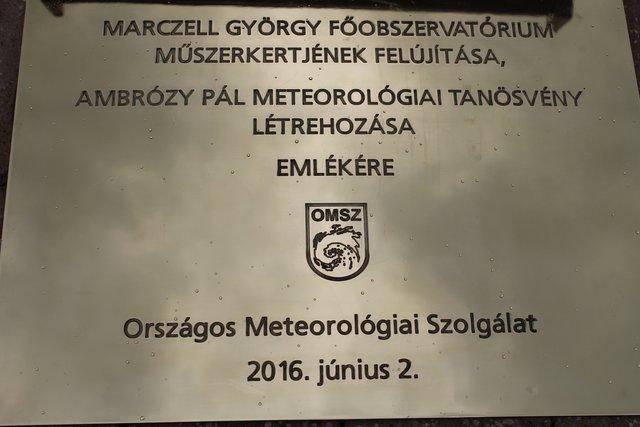 MARCZELL GYÖRGY FŐOBSZERVATÓRIUM
MŰSZERKERTJÉNEK FELÚJÍTÁSA,
AMBRÓZY PÁL METEOROLÓGIAI TANÖSVÉNY
LÉTREHOZÁSA
EMLÉKÉRE
OMSZ
Országos Meteorológiai Szolgálat
2016. június 2.